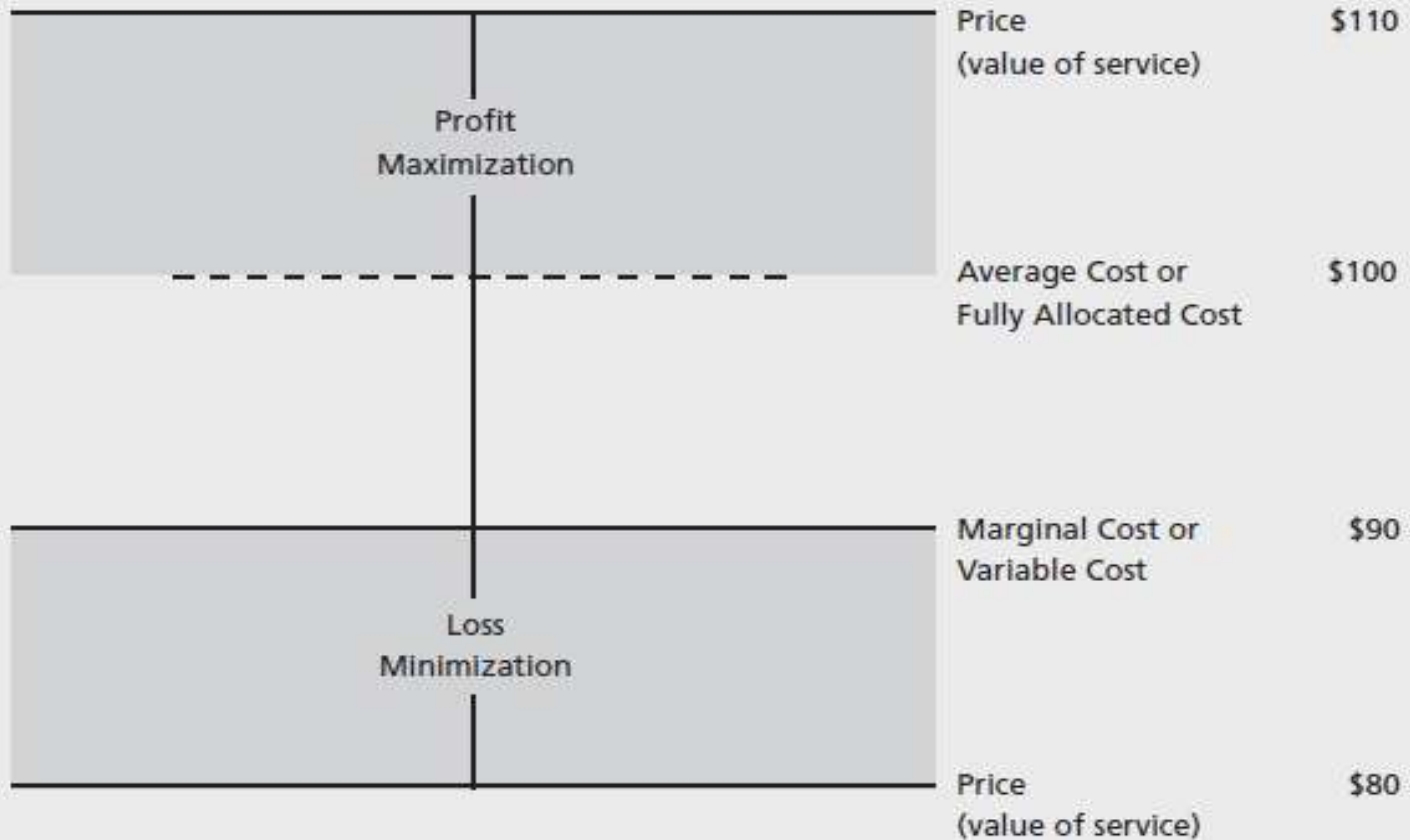 Price $110
(value of service)
Profit
Maximization
Average Cost or $100
Fully Allocated Cost
Marginal Cost or $90
Variable Cost
Loss
Minimization
Price $80
(value of service)